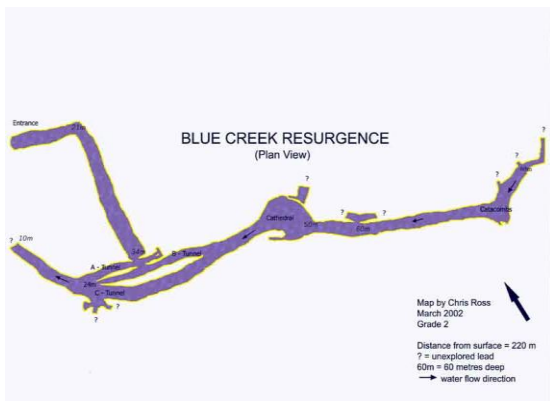 BLUE CREEK RESURGENCE
(Plan View)
Entrance
21m
?
?
?
?
Cathedral
?
?
Catacombs
55m
60m
? 10m
34m
B - Tunnel
A - Tunnel
24m
C - Tunnel
?
?
Map by Chris Ross
March 2002
Grade 2
Distance from surface = 220 m
? = unexplored lead
60m = 60 metres deep
water flow direction